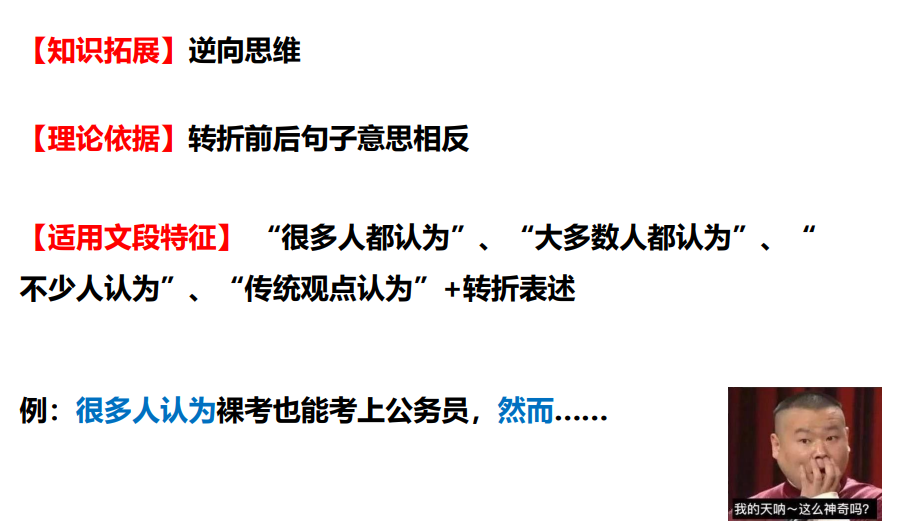 【知识拓展】逆向思维
【理论依据】转折前后句子意思相反
【适用文段特征】 “很多人都认为”、“大多数人都认为”、“
不少人认为”、“传统观点认为”+转折表述
例：很多人认为裸考也能考上公务员，然而……
我的天呐～这么神奇吗?